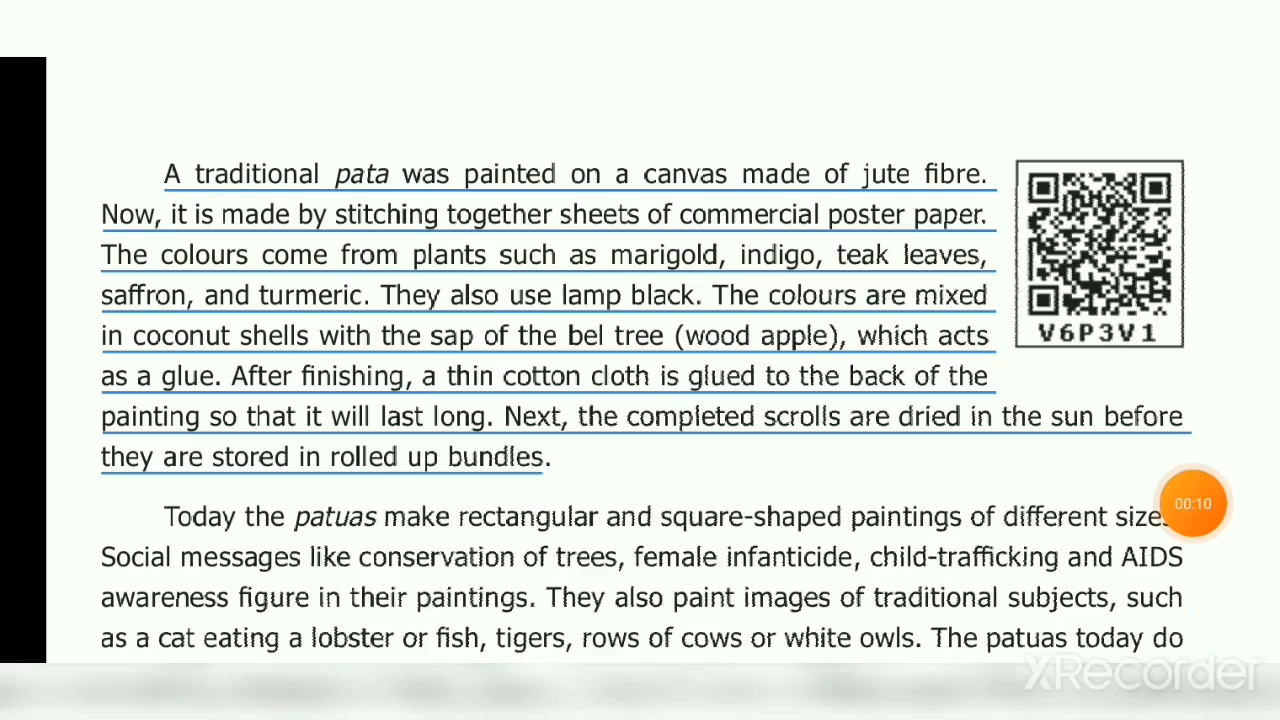 A traditional pata was painted on a canvas made of jute fibre.
Now, it is made by stitching together sheets of commercial poster paper.
The colours come from plants such as marigold, indigo, teak leaves,
saffron, and turmeric. They also use lamp black. The colours are mixed
in coconut shells with the sap of the bel tree (wood apple), which acts
as a glue. After finishing, a thin cotton cloth is glued to the back of the
painting so that it will last long. Next, the completed scrolls are dried in the sun before
they are stored in rolled up bundles.
V6P3V1
Today the patuas make rectangular and square-shaped paintings of different sizes
00:10
Social messages like conservation of trees, female infanticide, child-trafficking and AIDS
awareness figure in their paintings. They also paint images of traditional subjects, such
as a cat eating a lobster or fish, tigers, rows of cows or white owls. The patuas today do
XRecorder